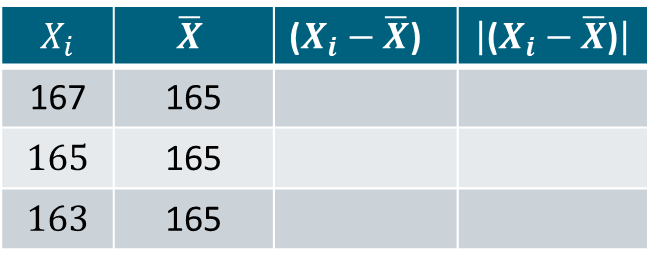 Xᵢ X̅ (Xᵢ − X̅) |(Xᵢ − X̅)|
167 165
165 165
163 165